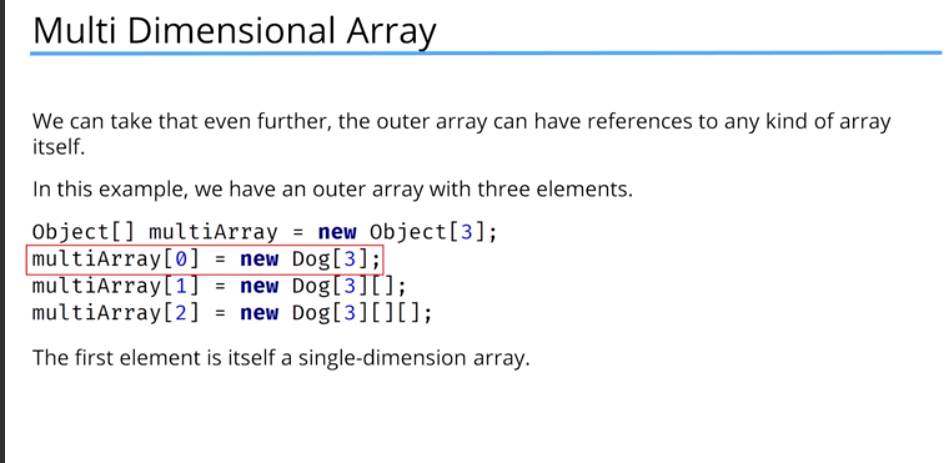 Multi Dimensional Array
We can take that even further, the outer array can have references to any kind of array
itself.
In this example, we have an outer array with three elements.
Object[] multiArray = new Object[3];
multiArray[0] = new Dog[3];
multiArray[1] = new Dog[3][];
multiArray[2] = new Dog[3][][];
The first element is itself a single-dimension array.